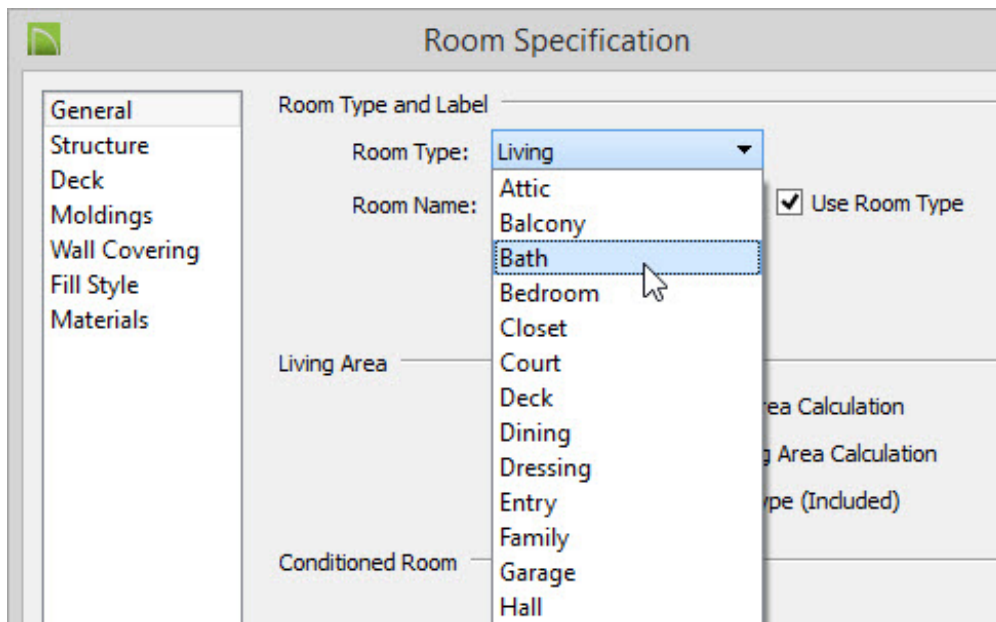 Room Specification
General
Structure
Deck
Moldings
Wall Covering
Fill Style
Materials
Room Type and Label
Room Type: Living
Room Name:
Use Room Type
Attic
Balcony
Bath
Bedroom
Closet
Court
Deck
Dining
Dressing
Entry
Family
Garage
Hall
Living Area
Area Calculation
Area Calculation
(Included)
Conditioned Room